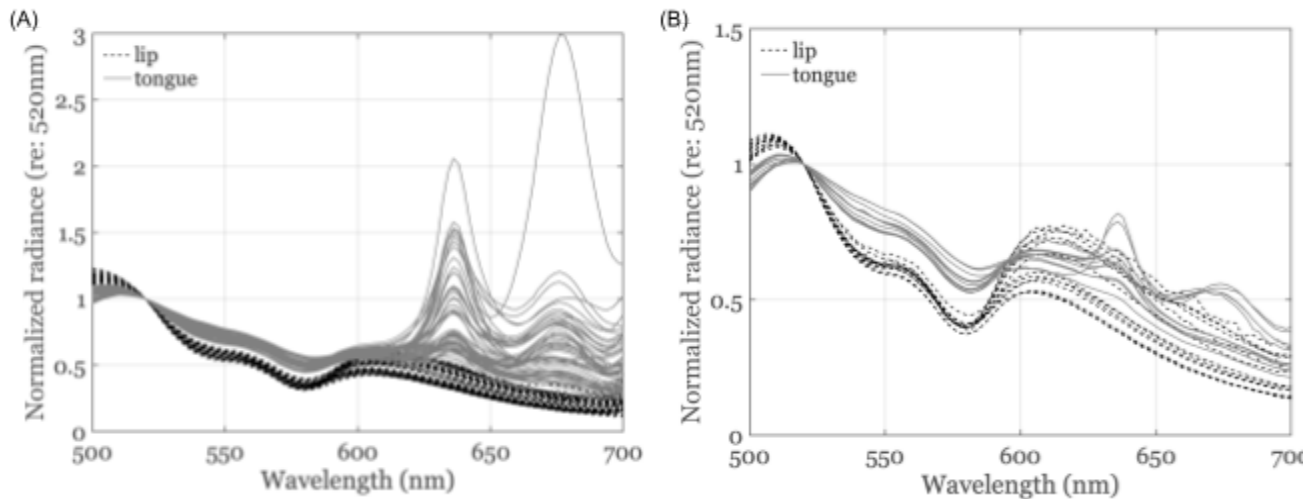 (A)
Normalized radiance (re: 520nm)
3
2.5
2
1.5
1
0.5
0
lip
tongue
500
550
600
650
700
Wavelength (nm)
(B)
Normalized radiance (re: 520nm)
1.5
1
0.5
0
lip
tongue
500
550
600
650
700
Wavelength (nm)